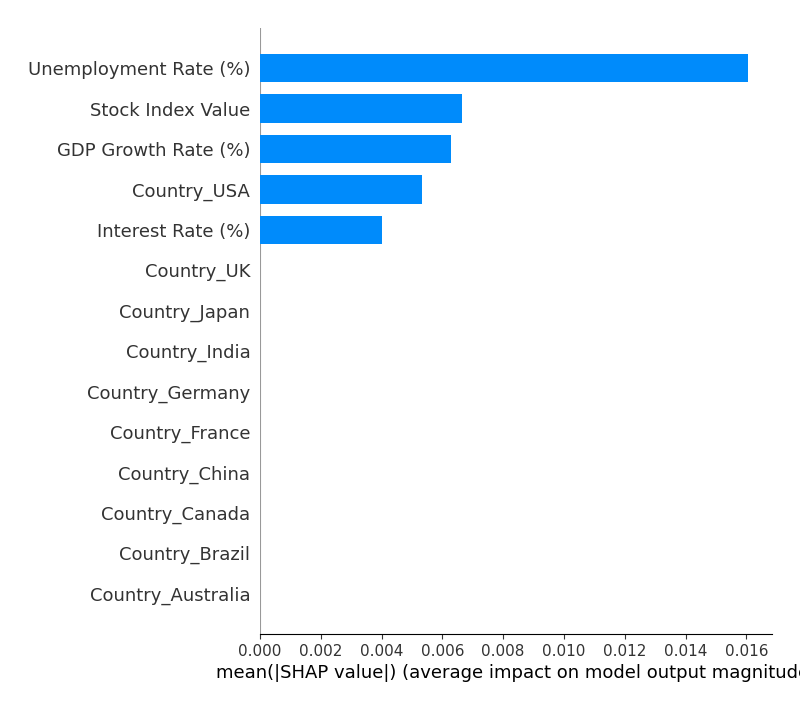 Unemployment Rate (%)
Stock Index Value
GDP Growth Rate (%)
Country_USA
Interest Rate (%)
Country_UK
Country_Japan
Country_India
Country_Germany
Country_France
Country_China
Country_Canada
Country_Brazil
Country_Australia
0.000 0.002 0.004 0.006 0.008 0.010 0.012 0.014 0.016
mean(|SHAP value|) (average impact on model output magnitude